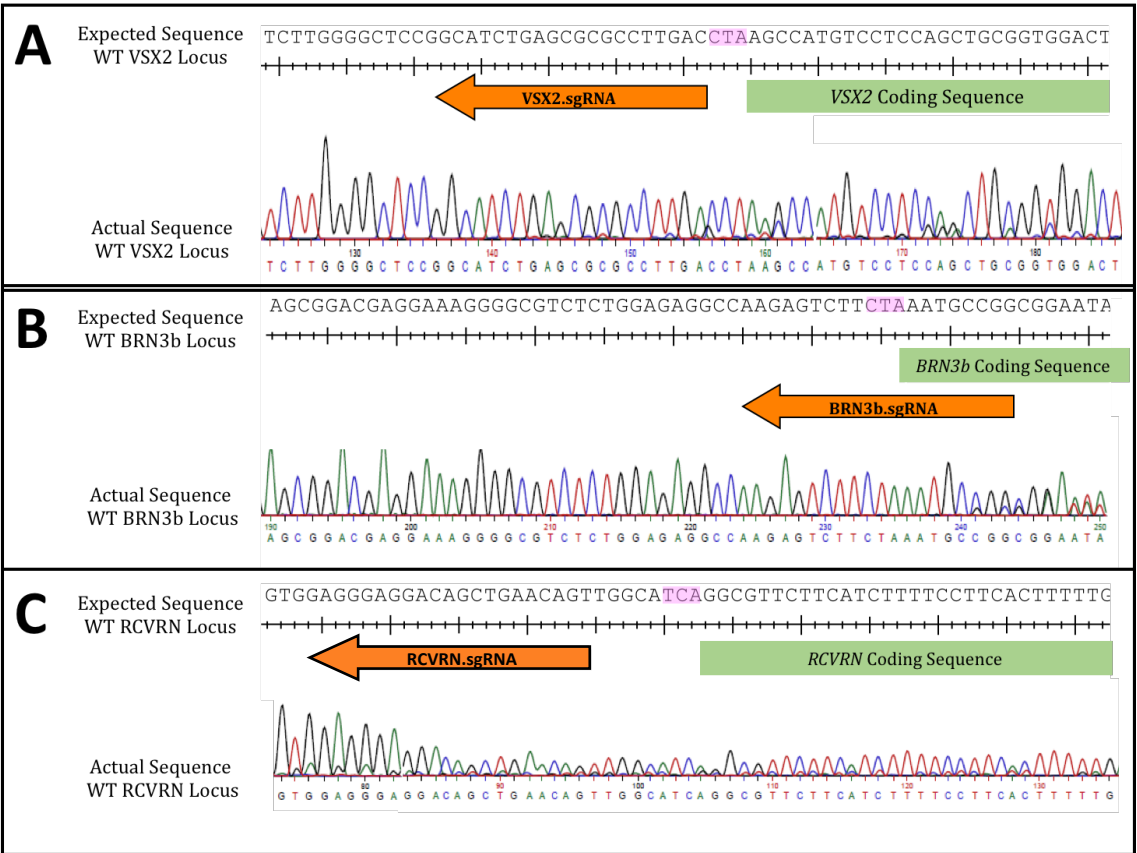 A
Expected Sequence
WT VSX2 Locus
TCTTGGGGCTCCGGCATCTGAGCGCGCCTTGACCTAAGCCATGTCCTCCAGCTGCGGTGGACT
VSX2.sgRNA
VSX2 Coding Sequence
Actual Sequence
WT VSX2 Locus
130 140 150 160 170 180
TCTTGGGGCTCCGGCATCTGAGCGCGCCTTGACCTAAGCCATGTCCTCCAGCTGCGGTGGACT
B
Expected Sequence
WT BRN3b Locus
AGCGGACGAGGAAAGGGGCGTCTCTGGAGAGGCCAAGAGTCTTCTAAATGCCGGCGGAATA
BRN3b Coding Sequence
BRN3b.sgRNA
Actual Sequence
WT BRN3b Locus
190 200 210 220 230 240 250
AGCGGACGAGGAAAGGGGCGTCTCTGGAGAGGCCAAGAGTCTTCTAAATGCCGGCGGAATA
C
Expected Sequence
WT RCVRN Locus
GTGGAGGGAGGACAGCTGAACAGTTGGCATCAGGCGTTCTTCATCTTTTCCTTCACTTTTTG
RCVRN.sgRNA
RCVRN Coding Sequence
Actual Sequence
WT RCVRN Locus
80 90 100 110 120 130
GTGGAGGGAGGACAGCTGAACAGTTGGCATCAGGCGTTCTTCATCTTTTCCTTCACTTTTTG